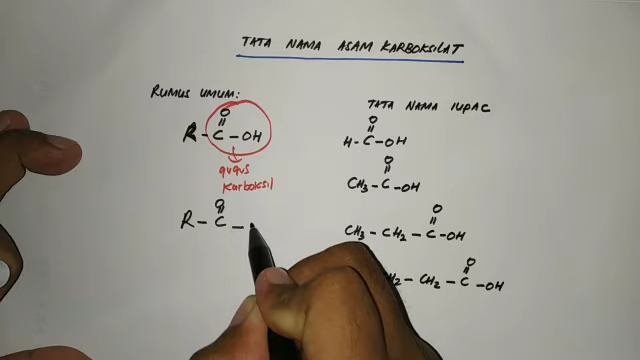 TATA NAMA ASAM KARBOKSILAT
RUMUS UMUM:
O
R - C - OH
gugus
karboksil
O
R - C -
TATA NAMA IUPAC
O
H - C - OH
O
CH3 - C - OH
O
CH3 - CH2 - C - OH
O
H2 - CH2 - C - OH